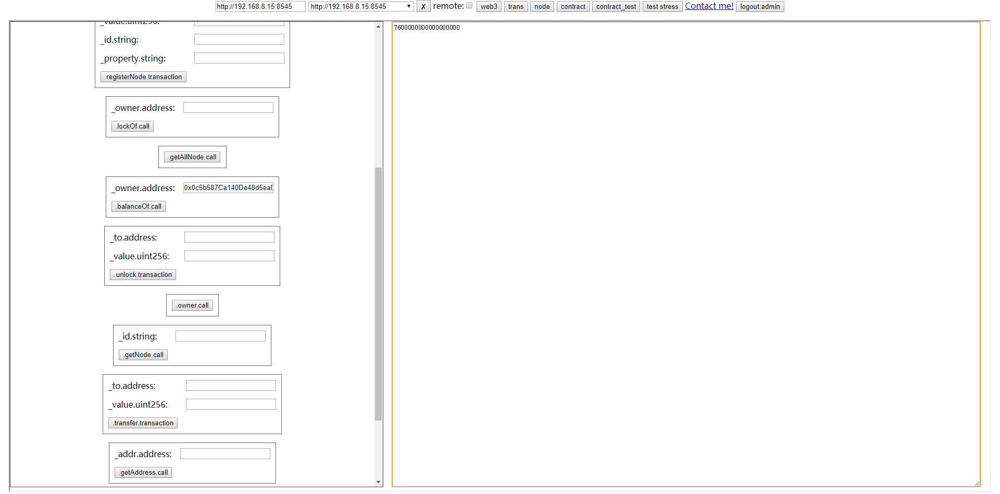 http://192.168.8.15:8545 http://192.168.8.15:8545 ✗ remote: web3 trans node contract contract_test test stress Contact me! logout:admin
_value.uint256:
_id.string:
_property.string:
.registerNode.transaction
_owner.address:
.lockOf.call
.getAllNode.call
_owner.address: 0x0c5b587Ca140De48d5ea
.balanceOf.call
_to.address:
_value.uint256:
.unlock.transaction
.owner.call
_id.string:
.getNode.call
_to.address:
_value.uint256:
.transfer.transaction
_addr.address:
.getAddress.call
760000000000000000